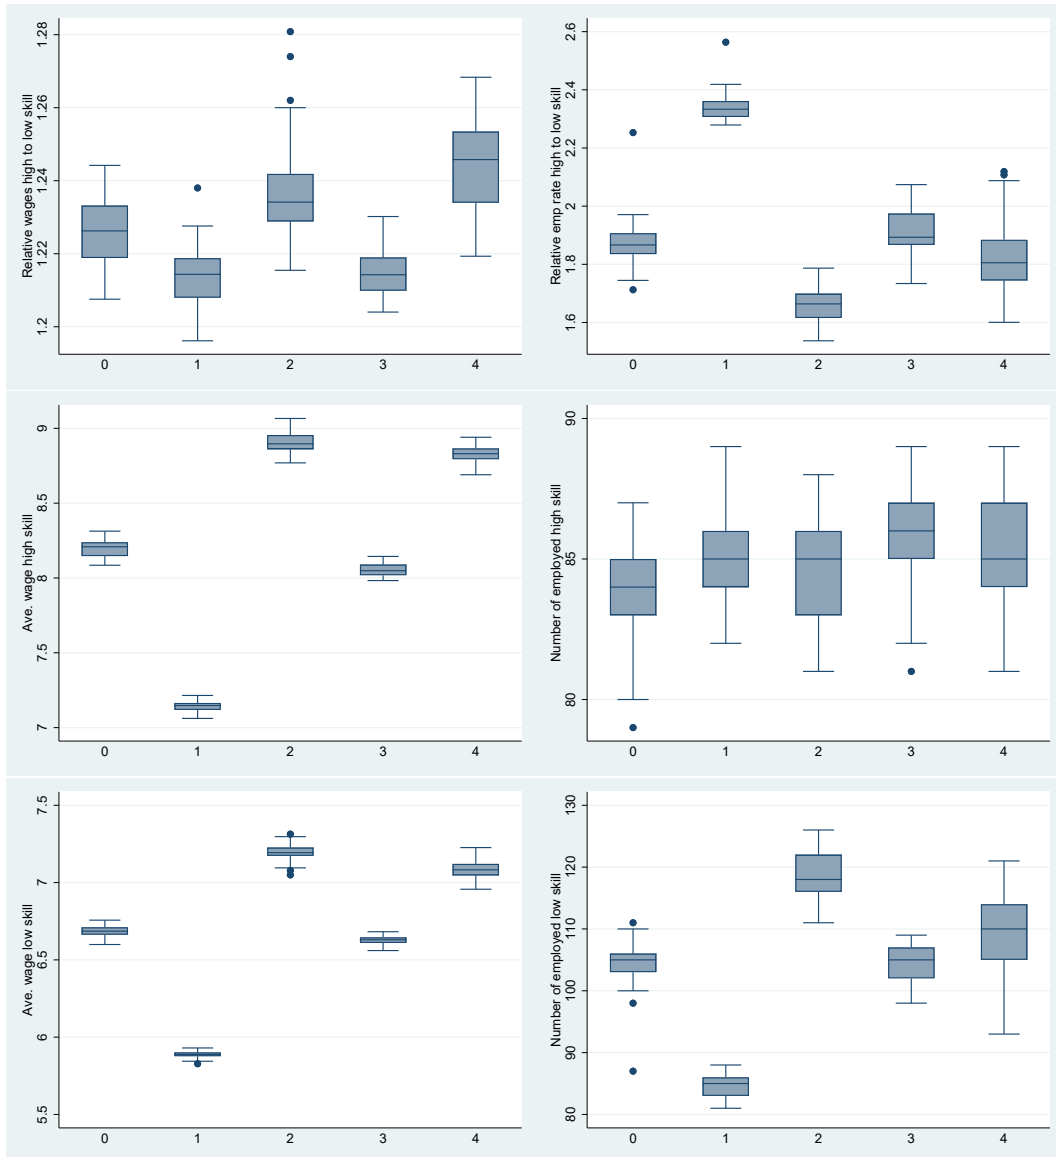 Relative wages high to low skill
1.28
1.26
1.24
1.22
1.2
0 1 2 3 4
Relative emp rate high to low skill
2.6
2.4
2.2
2
1.8
1.6
0 1 2 3 4
Ave. wage high skill
9
8.5
8
7.5
7
0 1 2 3 4
Number of employed high skill
90
85
80
0 1 2 3 4
Ave. wage low skill
7.5
7
6.5
6
5.5
0 1 2 3 4
Number of employed low skill
130
120
110
100
90
80
0 1 2 3 4